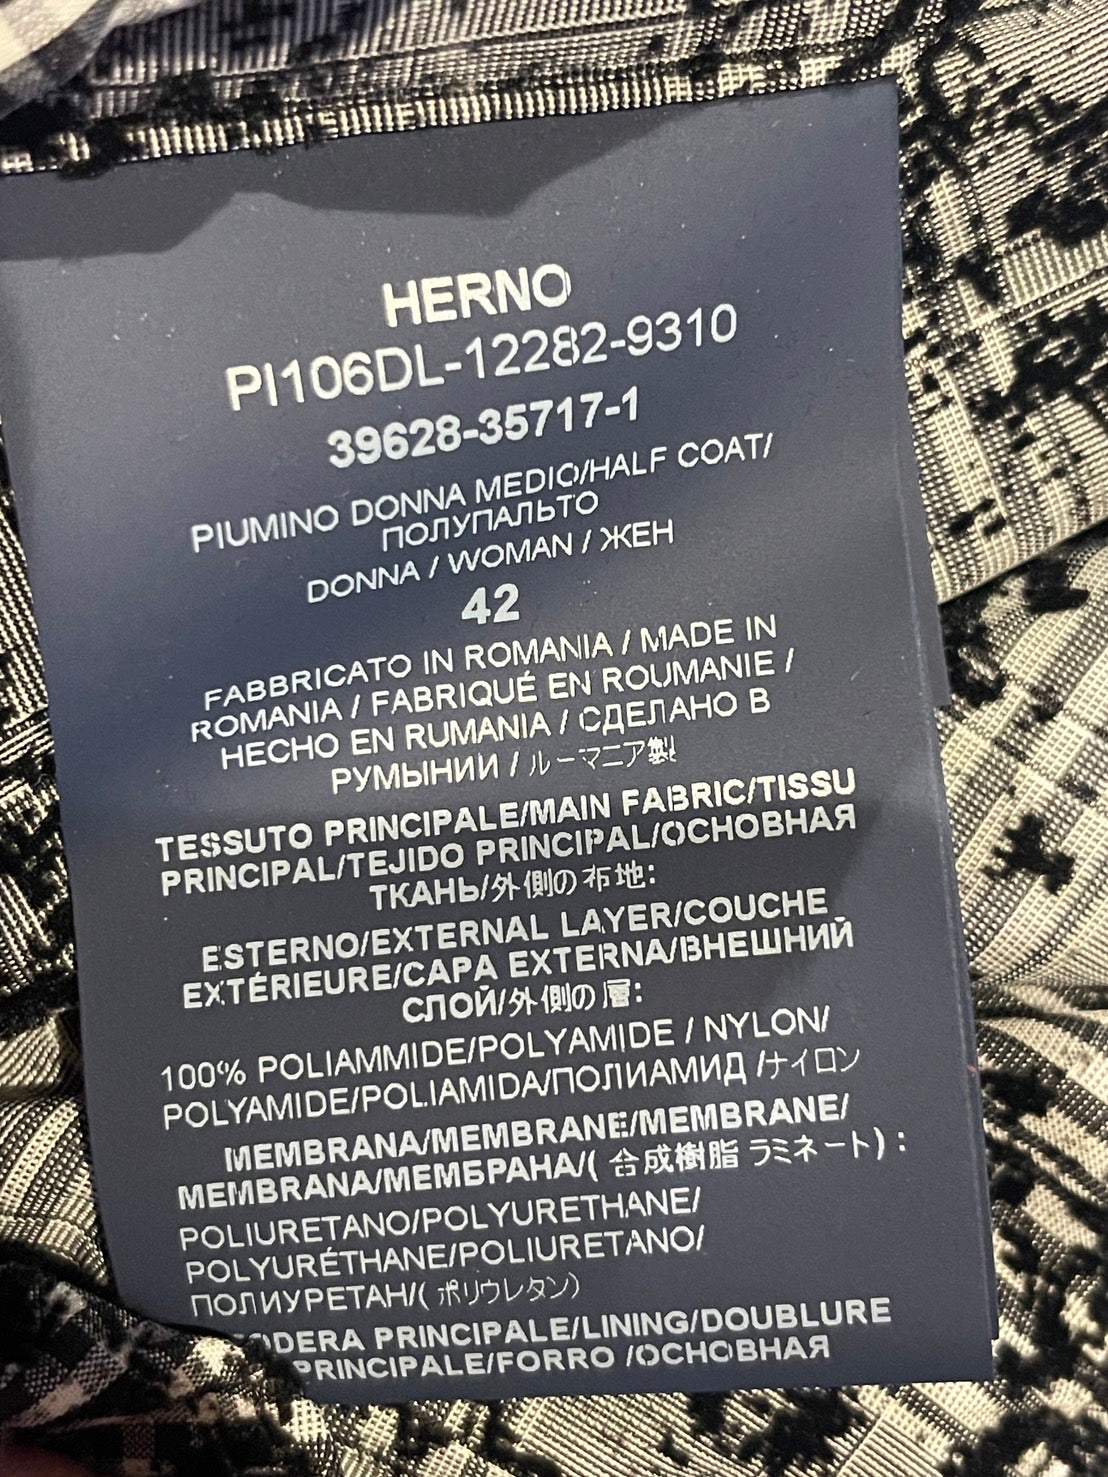 HERNO
PI106DL-12282-9310
39628-35717-1
PIUMINO DONNA MEDIO/HALF COAT/
ПОЛУПАЛЬТО
DONNA / WOMAN / ЖЕН
42
FABBRICATO IN ROMANIA / MADE IN
ROMANIA / FABRIQUÉ EN ROUMANIE /
HECHO EN RUMANIA / СДЕЛАНО В
РУМЫНИИ / ルーマニア製
TESSUTO PRINCIPALE/MAIN FABRIC/TISSU
PRINCIPAL/TEJIDO PRINCIPAL/ОСНОВНАЯ
ТКАНЬ/外側の布地:
ESTERNO/EXTERNAL LAYER/COUCHE
EXTÉRIEURE/CAPA EXTERNA/ВНЕШНИЙ
СЛОЙ/外側の層:
100% POLIAMMIDE/POLYAMIDE / NYLON/
POLYAMIDE/POLIAMIDA/ПОЛИАМИД /ナイロン
MEMBRANA/MEMBRANE/MEMBRANE/
MEMBRANA/МЕМБРАНА/( 合成樹脂 ラミネート) :
POLIURETANO/POLYURETHANE/
POLYURÉTHANE/POLIURETANO/
ПОЛИУРЕТАН/( ポリウレタン)
ODERA PRINCIPALE/LINING/DOUBLURE
PRINCIPALE/FORRO /ОСНОВНАЯ